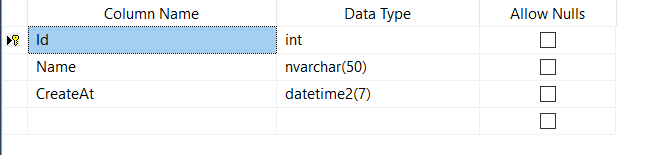 Column Name Data Type Allow Nulls
Id int
Name nvarchar(50)
CreateAt datetime2(7)